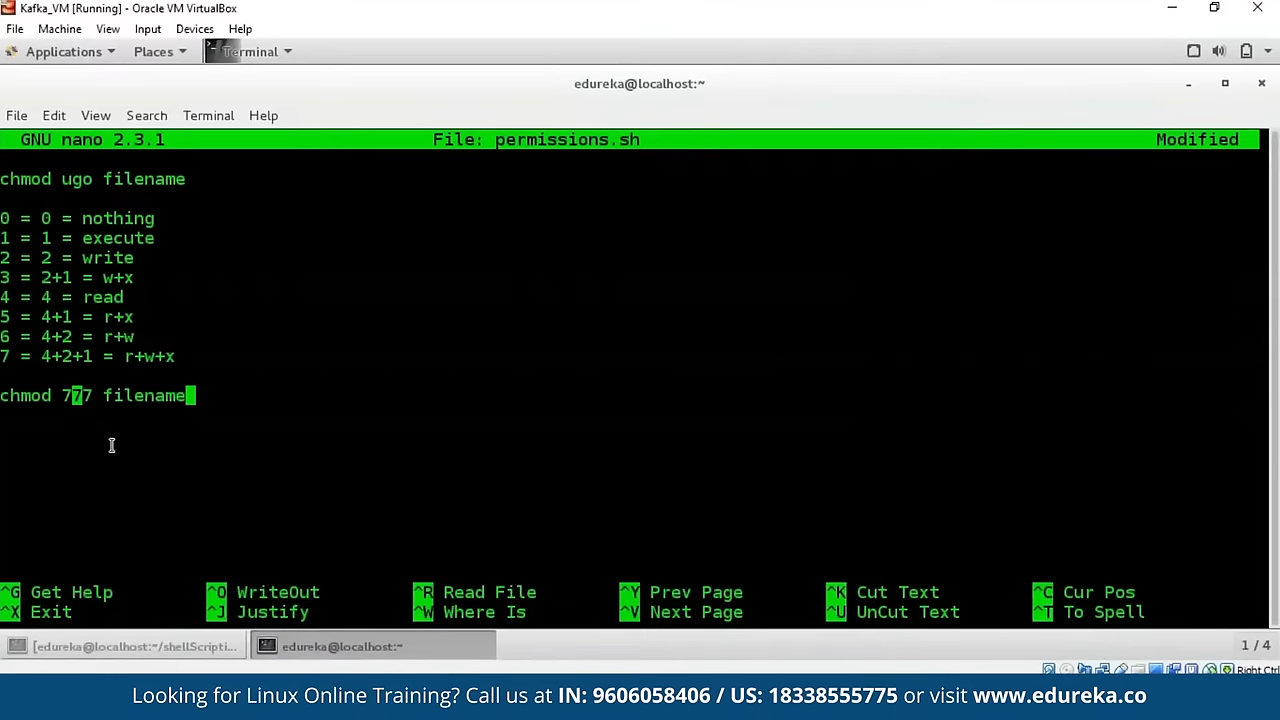 Kafka_VM [Running] - Oracle VM VirtualBox
File Machine View Input Devices Help
Applications Places Terminal
edureka@localhost:~
File Edit View Search Terminal Help
GNU nano 2.3.1 File: permissions.sh Modified
chmod ugo filename
0 = 0 = nothing
1 = 1 = execute
2 = 2 = write
3 = 2+1 = w+x
4 = 4 = read
5 = 4+1 = r+x
6 = 4+2 = r+w
7 = 4+2+1 = r+w+x
chmod 777 filename
^G Get Help ^O WriteOut ^R Read File ^Y Prev Page ^K Cut Text ^C Cur Pos
^X Exit ^J Justify ^W Where Is ^V Next Page ^U UnCut Text ^T To Spell
[edureka@localhost:~/shellScripti... edureka@localhost:~ 1 / 4
Right Ctrl
Looking for Linux Online Training? Call us at IN: 9606058406 / US: 18338555775 or visit www.edureka.co